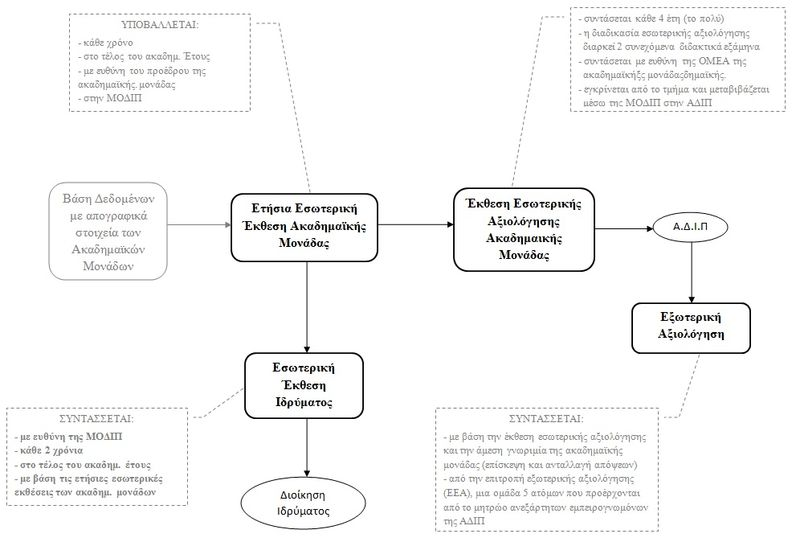 ΥΠΟΒΑΛΛΕΤΑΙ:
- κάθε χρόνο
- στο τέλος του ακαδημ. Έτους
- με ευθύνη του προέδρου της
ακαδημαϊκής. μονάδας
- στην ΜΟΔΙΠ
- συντάσεται κάθε 4 έτη (το πολύ)
- η διαδικασία εσωτερικής αξιολόγησης
διαρκεί 2 συνεχόμενα διδακτικά εξάμηνα
- συντάσεται με ευθύνη της ΟΜΕΑ της
ακαδημαϊκήξς μονάδαςδημαϊκής.
- εγκρίνεται από το τμήμα και μεταβιβάζεται
μέσω της ΜΟΔΙΠ στην ΑΔΙΠ
Βάση Δεδομένων
με απογραφικά
στοιχεία των
Ακαδημαϊκών
Μονάδων
Ετήσια Εσωτερική
Έκθεση Ακαδημαϊκής
Μονάδας
Έκθεση Εσωτερικής
Αξιολόγησης
Ακαδημαικής
Μονάδας
Α.Δ.Ι.Π
Εξωτερική
Αξιολόγηση
Εσωτερική
Έκθεση
Ιδρύματος
ΣΥΝΤΑΣΣΕΤΑΙ:
- με ευθύνη της ΜΟΔΙΠ
- κάθε 2 χρόνια
- στο τέλος του ακαδημ. έτους
- με βάση τις ετήσιες εσωτερικές
εκθέσεις των ακαδημ. μονάδων
Διοίκηση
Ιδρύματος
ΣΥΝΤΑΣΣΕΤΑΙ:
- με βάση την έκθεση εσωτερικής αξιολόγησης
και την άμεση γνωριμία της ακαδημαϊκής
μονάδας (επίσκεψη και ανταλλαγή απόψεων)
- από την επιτροπή εξωτερικής αξιολόγησης
(ΕΕΑ), μια ομάδα 5 ατόμων που προέρχονται
από το μητρώο ανεξάρτητων εμπειρογνωμόνων
της ΑΔΙΠ